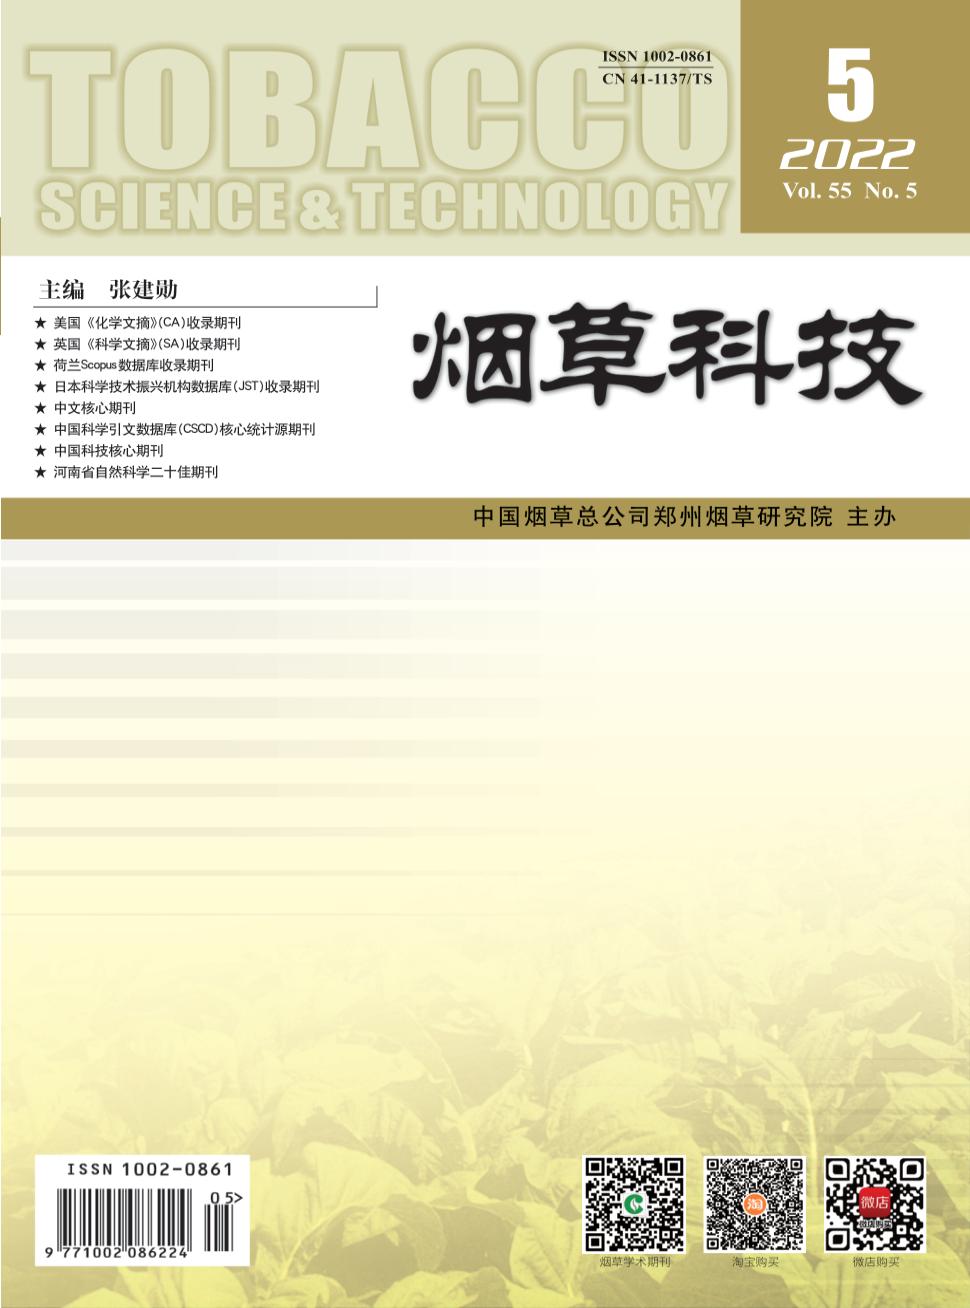 TOBACCO
SCIENCE & TECHNOLOGY
ISSN 1002-0861
CN 41-1137/TS
5
2022
Vol. 55 No. 5
主编 张建勋
★ 美国《化学文摘》(CA)收录期刊
★ 英国《科学文摘》(SA)收录期刊
★ 荷兰Scopus数据库收录期刊
★ 日本科学技术振兴机构数据库(JST)收录期刊
★ 中文核心期刊
★ 中国科学引文数据库(CSCD)核心统计源期刊
★ 中国科技核心期刊
★ 河南省自然科学二十佳期刊
烟草科技
中国烟草总公司郑州烟草研究院 主办
ISSN 1002-0861
05>
9 771002 086224
淘
微店
微店购买
烟草学术期刊
淘宝购买
微店购买